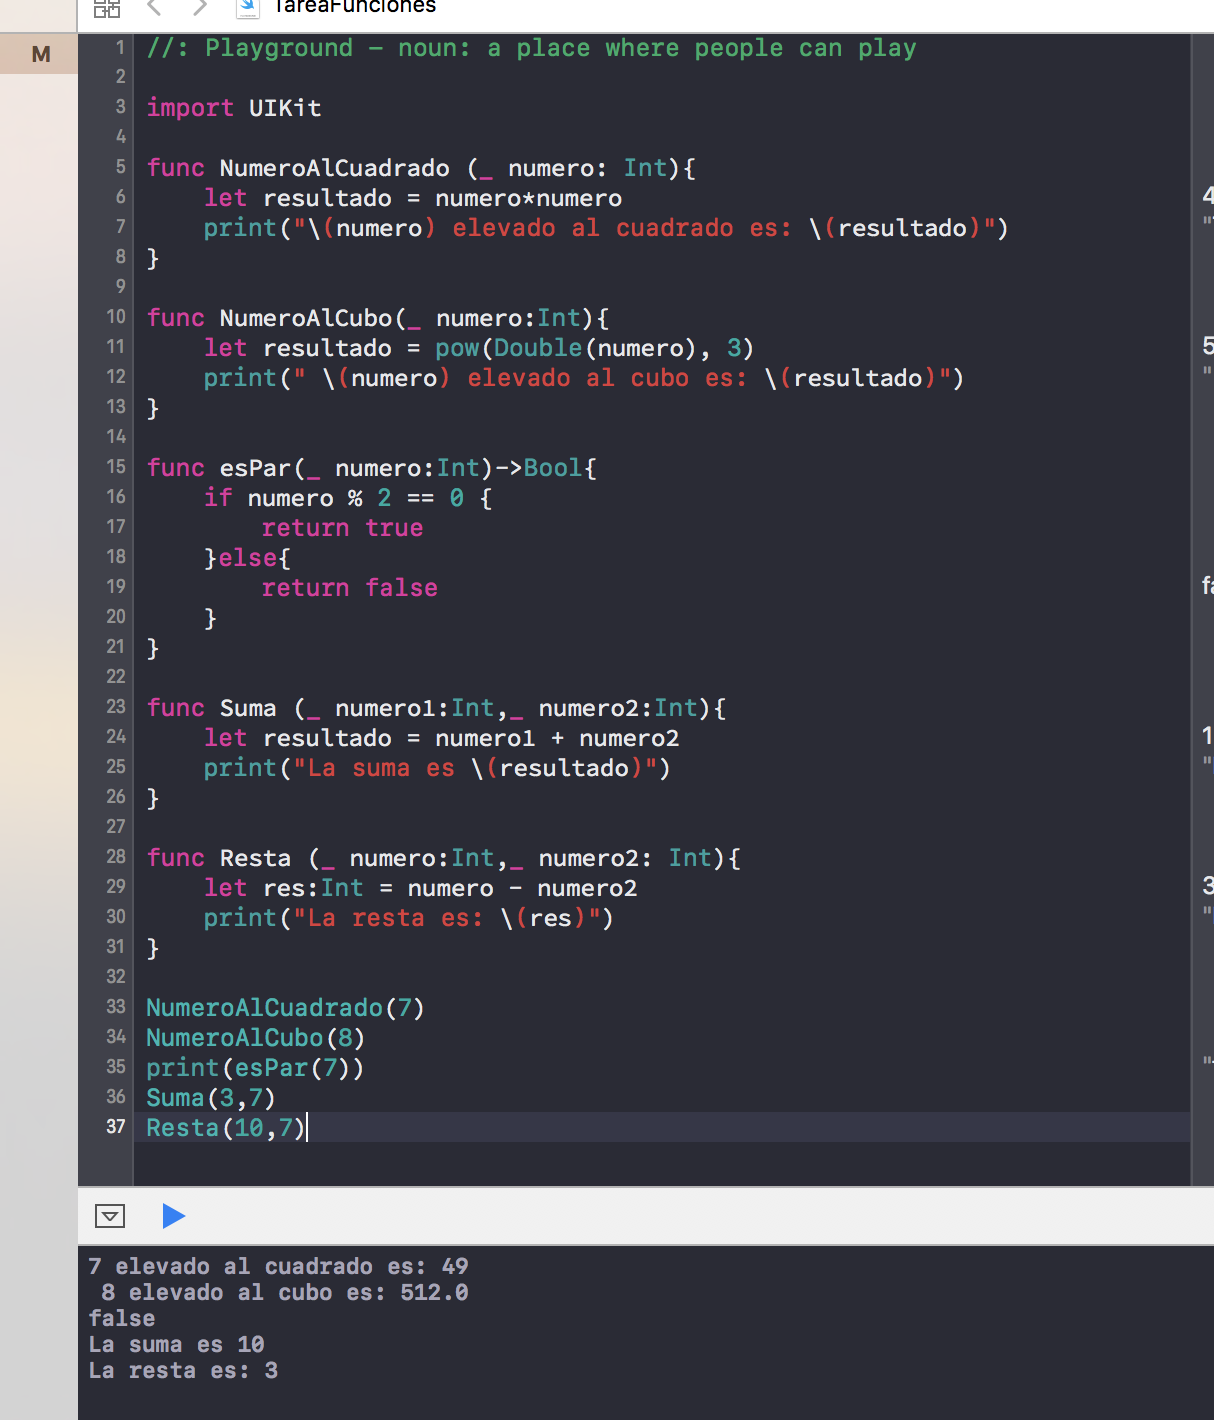 TareaFunciones
M
1 //: Playground – noun: a place where people can play
2
3 import UIKit
4
5 func NumeroAlCuadrado (_ numero: Int){
6     let resultado = numero*numero
7     print("\(numero) elevado al cuadrado es: \(resultado)")
8 }
9
10 func NumeroAlCubo(_ numero:Int){
11     let resultado = pow(Double(numero), 3)
12     print(" \(numero) elevado al cubo es: \(resultado)")
13 }
14
15 func esPar(_ numero:Int)->Bool{
16     if numero % 2 == 0 {
17         return true
18     }else{
19         return false
20     }
21 }
22
23 func Suma (_ numero1:Int,_ numero2:Int){
24     let resultado = numero1 + numero2
25     print("La suma es \(resultado)")
26 }
27
28 func Resta (_ numero:Int,_ numero2: Int){
29     let res:Int = numero - numero2
30     print("La resta es: \(res)")
31 }
32
33 NumeroAlCuadrado(7)
34 NumeroAlCubo(8)
35 print(esPar(7))
36 Suma(3,7)
37 Resta(10,7)
7 elevado al cuadrado es: 49
 8 elevado al cubo es: 512.0
false
La suma es 10
La resta es: 3